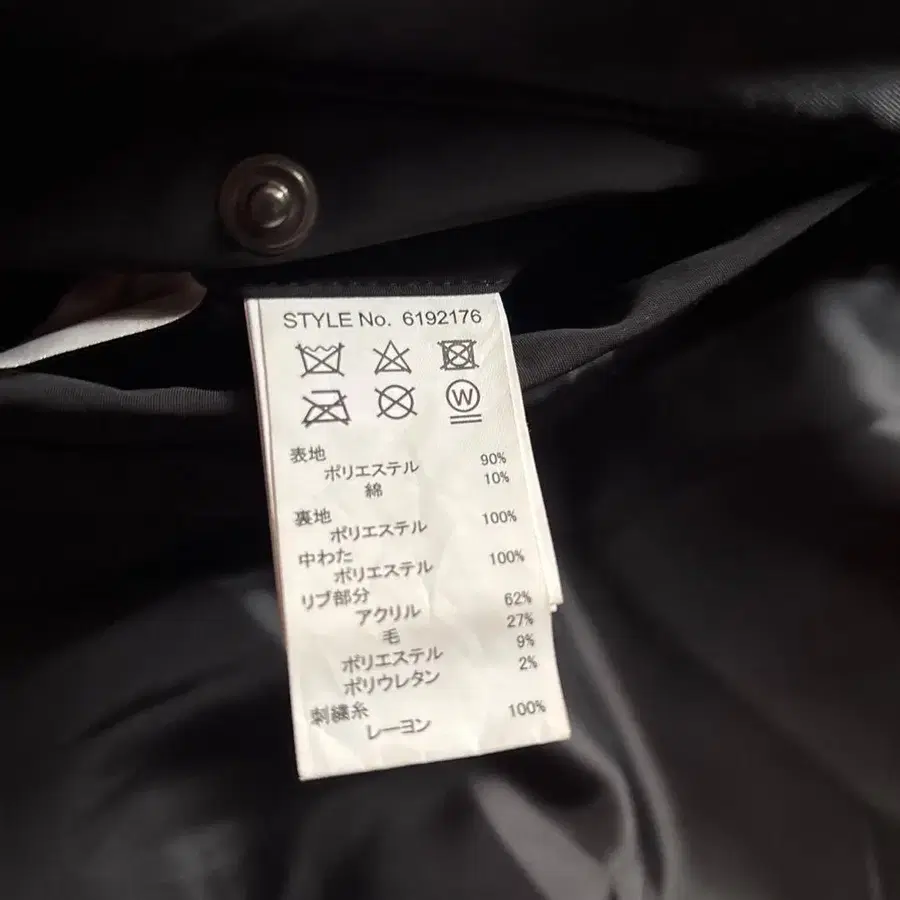 STYLE No. 6192176
W
表地
ポリエステル 90%
綿 10%
裏地
ポリエステル 100%
中わた
ポリエステル 100%
リブ部分
アクリル 62%
毛 27%
ポリエステル 9%
ポリウレタン 2%
刺繍糸
レーヨン 100%